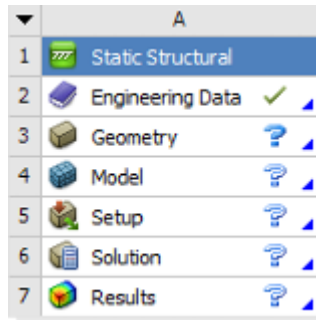 A
1 Static Structural
2 Engineering Data
3 Geometry ?
4 Model ?
5 Setup ?
6 Solution ?
7 Results ?